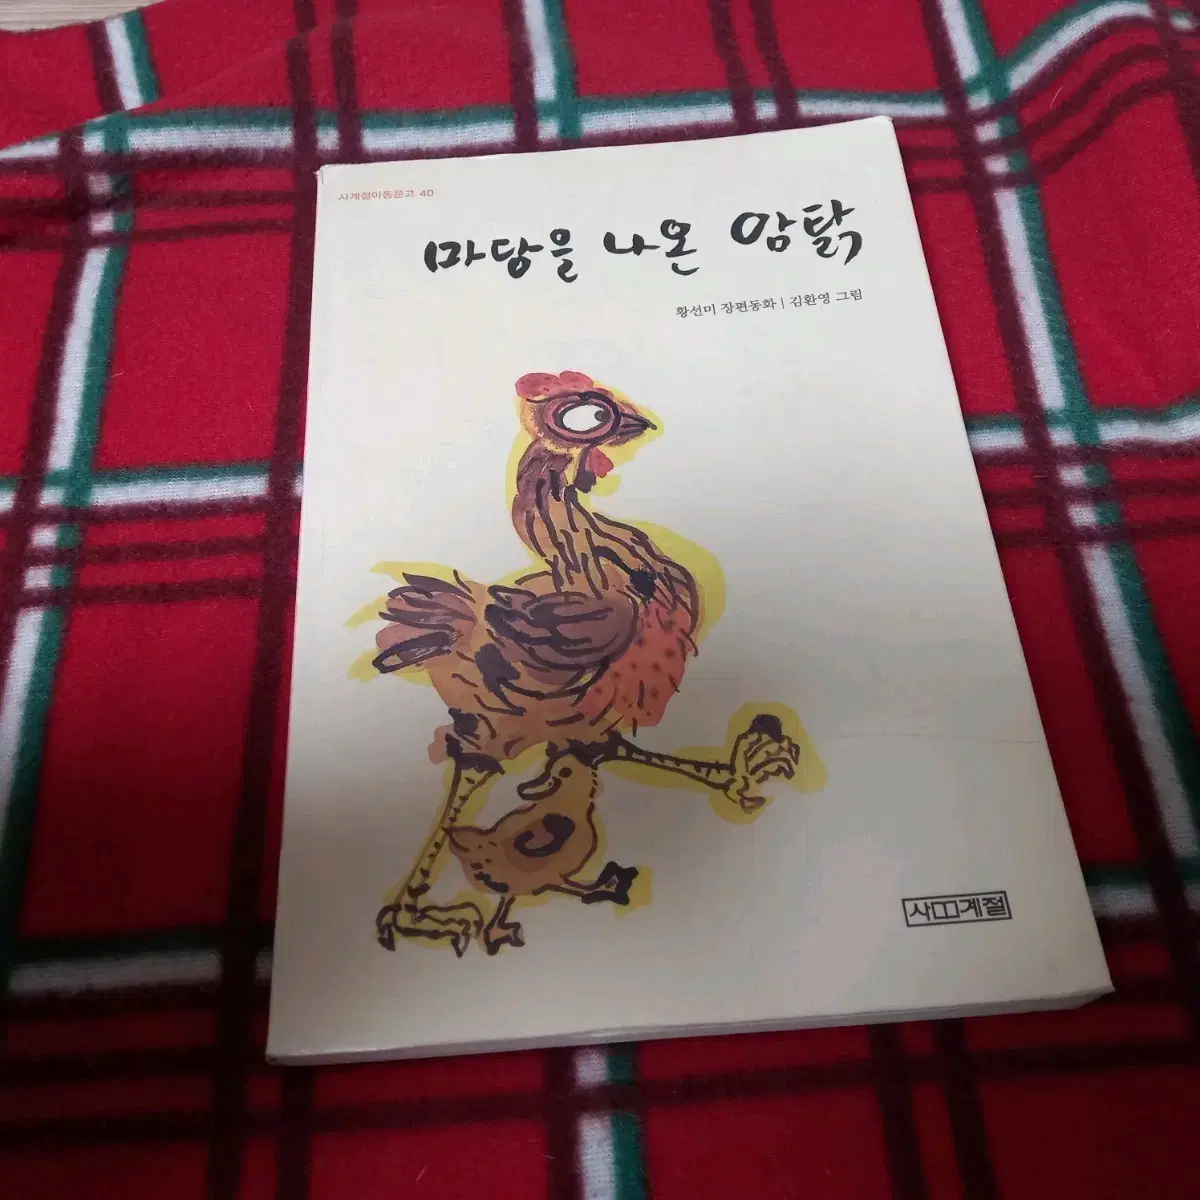 사계절아동문고 40
마당을 나온 암탉
황선미 장편동화 | 김환영 그림
사계절